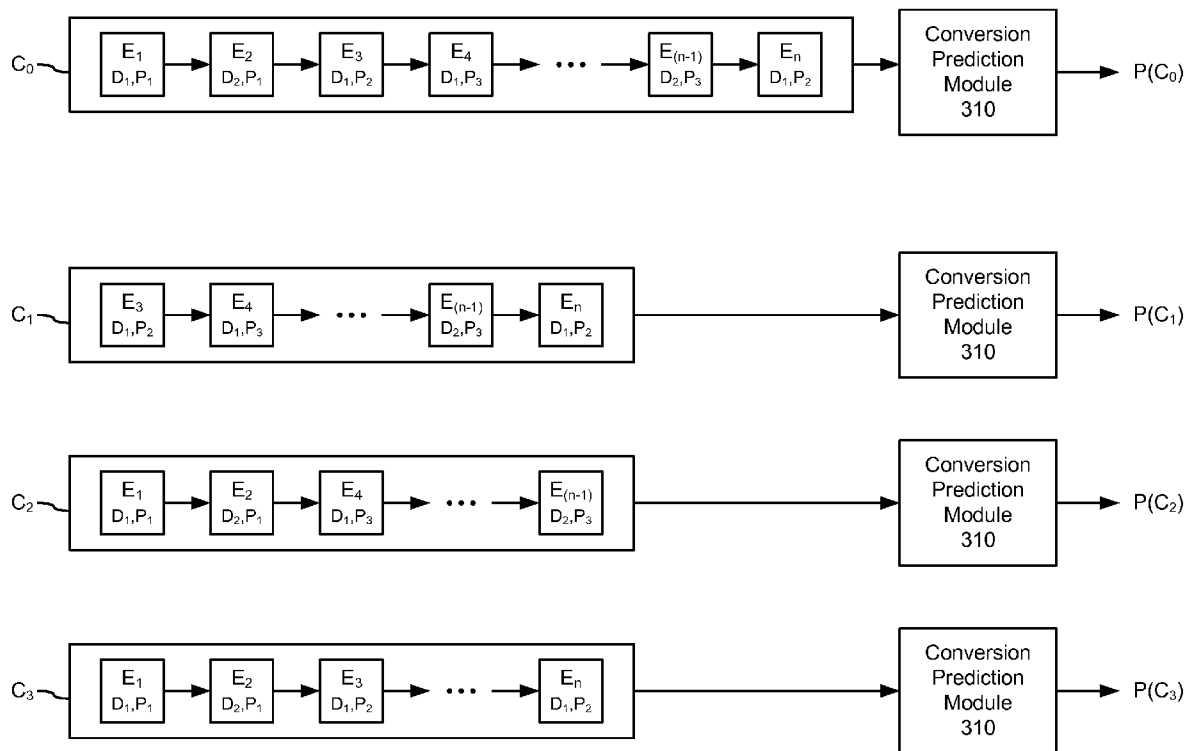 C₀
E₁
D₁,P₁
E₂
D₂,P₁
E₃
D₁,P₂
E₄
D₁,P₃
•••
E₍ₙ₋₁₎
D₂,P₃
Eₙ
D₁,P₂
Conversion
Prediction
Module
310
P(C₀)
C₁
E₃
D₁,P₂
E₄
D₁,P₃
•••
E₍ₙ₋₁₎
D₂,P₃
Eₙ
D₁,P₂
Conversion
Prediction
Module
310
P(C₁)
C₂
E₁
D₁,P₁
E₂
D₂,P₁
E₄
D₁,P₃
•••
E₍ₙ₋₁₎
D₂,P₃
Conversion
Prediction
Module
310
P(C₂)
C₃
E₁
D₁,P₁
E₂
D₂,P₁
E₃
D₁,P₂
•••
Eₙ
D₁,P₂
Conversion
Prediction
Module
310
P(C₃)